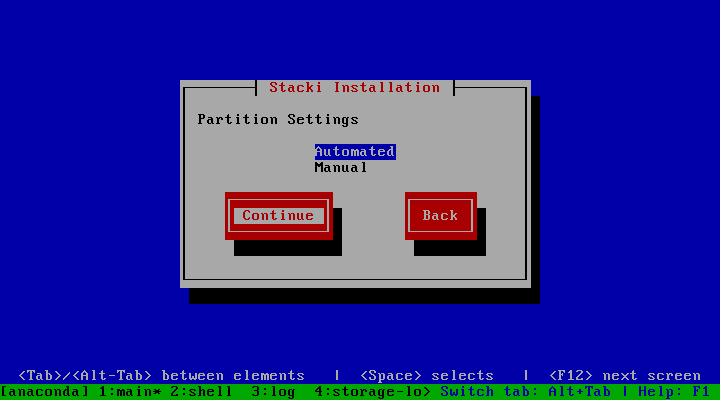 Stacki Installation
Partition Settings
Automated
Manual
Continue Back
<Tab>/<Alt-Tab> between elements | <Space> selects | <F12> next screen
[anaconda] 1:main* 2:shell 3:log 4:storage-lo> Switch tab: Alt+Tab | Help: F1